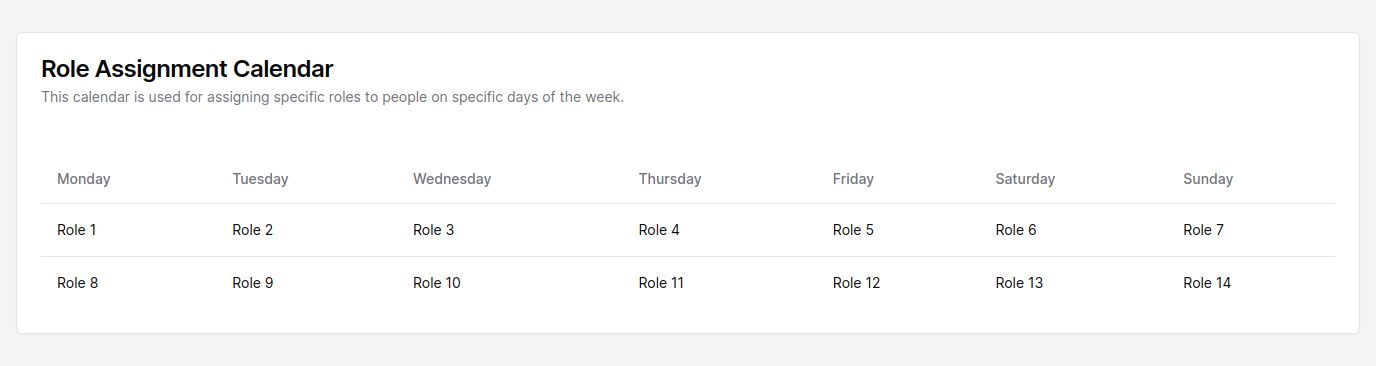 Role Assignment Calendar
This calendar is used for assigning specific roles to people on specific days of the week.
Monday Tuesday Wednesday Thursday Friday Saturday Sunday
Role 1 Role 2 Role 3 Role 4 Role 5 Role 6 Role 7
Role 8 Role 9 Role 10 Role 11 Role 12 Role 13 Role 14